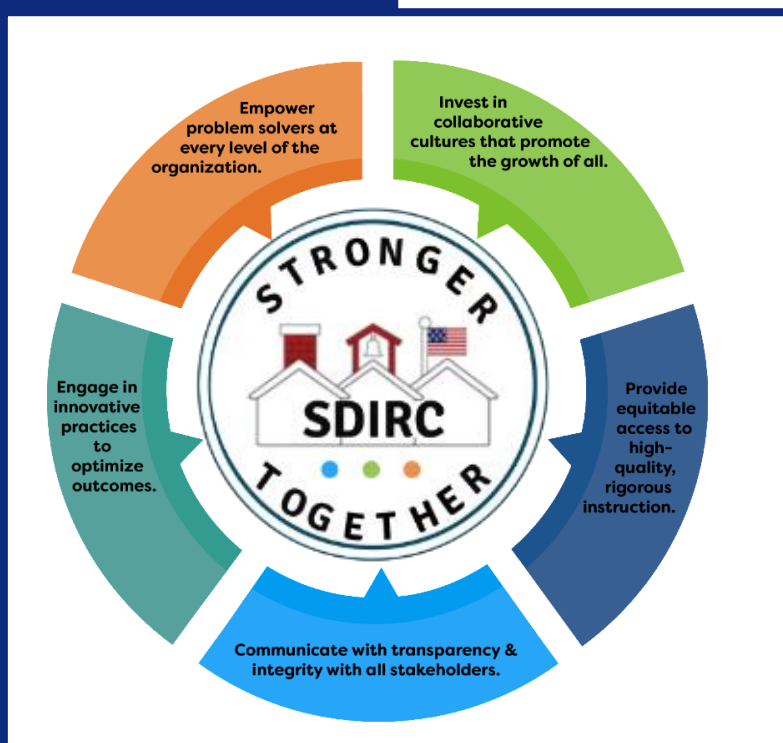 Empower
problem solvers at
every level of the
organization.
Invest in
collaborative
cultures that promote
the growth of all.
STRONGER
SDIRC
TOGETHER
Engage in
innovative
practices
to
optimize
outcomes.
Provide
equitable
access to
high-
quality,
rigorous
instruction.
Communicate with transparency &
integrity with all stakeholders.